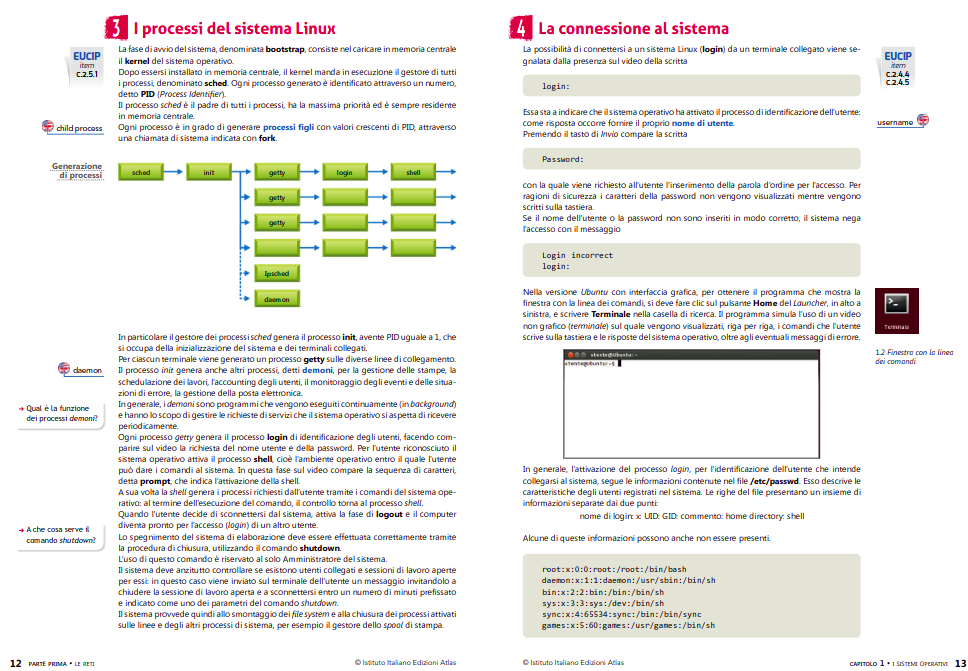 3 I processi del sistema Linux
EUCIP
item
C.2.5.1
La fase di avvio del sistema, denominata bootstrap, consiste nel caricare in memoria centrale
il kernel del sistema operativo.
Dopo essersi installato in memoria centrale, il kernel manda in esecuzione il gestore di tutti
i processi, denominato sched. Ogni processo generato è identificato attraverso un numero,
detto PID (Process Identifier).
Il processo sched è il padre di tutti i processi, ha la massima priorità ed è sempre residente
in memoria centrale.
child process
Ogni processo è in grado di generare processi figli con valori crescenti di PID, attraverso
una chiamata di sistema indicata con fork.
Generazione
di processi
sched
init
getty
login
shell
getty
getty
lpsched
daemon
In particolare il gestore dei processi sched genera il processo init, avente PID uguale a 1, che
si occupa della inizializzazione del sistema e dei terminali collegati.
Per ciascun terminale viene generato un processo getty sulle diverse linee di collegamento.
daemon
Il processo init genera anche altri processi, detti demoni, per la gestione delle stampe, la
schedulazione dei lavori, l'accounting degli utenti, il monitoraggio degli eventi e delle situa-
zioni di errore, la gestione della posta elettronica.
Qual è la funzione
dei processi demoni?
In generale, i demoni sono programmi che vengono eseguiti continuamente (in background)
e hanno lo scopo di gestire le richieste di servizi che il sistema operativo si aspetta di ricevere
periodicamente.
Ogni processo getty genera il processo login di identificazione degli utenti, facendo com-
parire sul video la richiesta del nome utente e della password. Per l'utente riconosciuto il
sistema operativo attiva il processo shell, cioè l'ambiente operativo entro il quale l'utente
può dare i comandi al sistema. In questa fase sul video compare la sequenza di caratteri,
detta prompt, che indica l'attivazione della shell.
A sua volta la shell genera i processi richiesti dall'utente tramite i comandi del sistema ope-
rativo: al termine dell'esecuzione del comando, il controllo torna al processo shell.
Quando l'utente decide di sconnettersi dal sistema, attiva la fase di logout e il computer
diventa pronto per l'accesso (login) di un altro utente.
A che cosa serve il
comando shutdown?
Lo spegnimento del sistema di elaborazione deve essere effettuata correttamente tramite
la procedura di chiusura, utilizzando il comando shutdown.
L'uso di questo comando è riservato al solo Amministratore del sistema.
Il sistema deve anzitutto controllare se esistono utenti collegati e sessioni di lavoro aperte
per essi: in questo caso viene inviato sul terminale dell'utente un messaggio invitandolo a
chiudere la sessione di lavoro aperta e a sconnettersi entro un numero di minuti prefissato
e indicato come uno dei parametri del comando shutdown.
Il sistema provvede quindi allo smontaggio dei file system e alla chiusura dei processi attivati
sulle linee e degli altri processi di sistema, per esempio il gestore dello spool di stampa.
12 PARTE PRIMA • LE RETI
© Istituto Italiano Edizioni Atlas
4 La connessione al sistema
La possibilità di connettersi a un sistema Linux (login) da un terminale collegato viene se-
gnalata dalla presenza sul video della scritta
EUCIP
item
C.2.4.4
C.2.4.5
login:
Essa sta a indicare che il sistema operativo ha attivato il processo di identificazione dell'utente:
come risposta occorre fornire il proprio nome di utente.
username
Premendo il tasto di Invio compare la scritta
Password:
con la quale viene richiesto all'utente l'inserimento della parola d'ordine per l'accesso. Per
ragioni di sicurezza i caratteri della password non vengono visualizzati mentre vengono
scritti sulla tastiera.
Se il nome dell'utente o la password non sono inseriti in modo corretto, il sistema nega
l'accesso con il messaggio
Login incorrect
login:
Nella versione Ubuntu con interfaccia grafica, per ottenere il programma che mostra la
finestra con la linea dei comandi, si deve fare clic sul pulsante Home del Launcher, in alto a
sinistra, e scrivere Terminale nella casella di ricerca. Il programma simula l'uso di un video
non grafico (terminale) sul quale vengono visualizzati, riga per riga, i comandi che l'utente
scrive sulla tastiera e le risposte del sistema operativo, oltre agli eventuali messaggi di errore.
Terminale
utente@Ubuntu: ~
utente@Ubuntu:~$
1.2 Finestra con la linea
dei comandi
In generale, l'attivazione del processo login, per l'identificazione dell'utente che intende
collegarsi al sistema, segue le informazioni contenute nel file /etc/passwd. Esso descrive le
caratteristiche degli utenti registrati nel sistema. Le righe del file presentano un insieme di
informazioni separate dai due punti:
nome di login: x: UID: GID: commento: home directory: shell
Alcune di queste informazioni possono anche non essere presenti.
root:x:0:0:root:/root:/bin/bash
daemon:x:1:1:daemon:/usr/sbin:/bin/sh
bin:x:2:2:bin:/bin:/bin/sh
sys:x:3:3:sys:/dev:/bin/sh
sync:x:4:65534:sync:/bin:/bin/sync
games:x:5:60:games:/usr/games:/bin/sh
© Istituto Italiano Edizioni Atlas
CAPITOLO 1 • I SISTEMI OPERATIVI 13